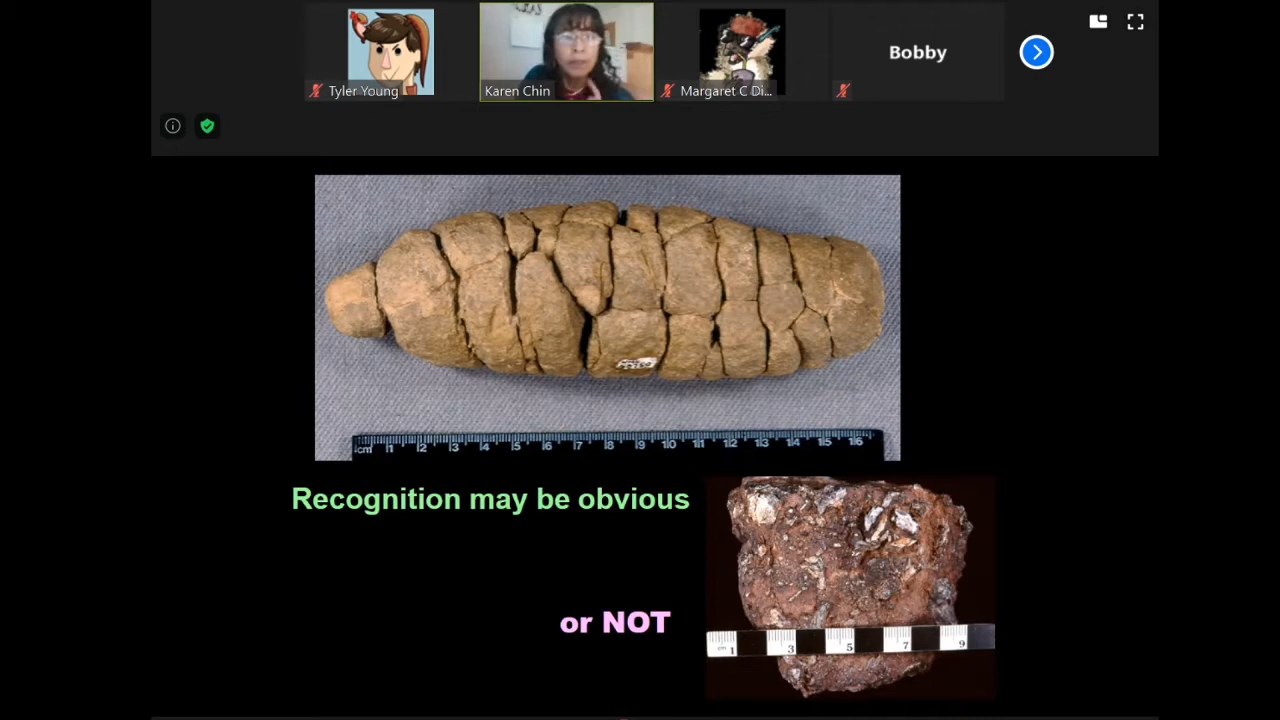 Tyler Young
Karen Chin
Margaret C Di...
Bobby
cm 1 2 3 4 5 6 7 8 9 10 11 12 13 14 15 16
Recognition may be obvious
or NOT
cm 1 3 5 7 9